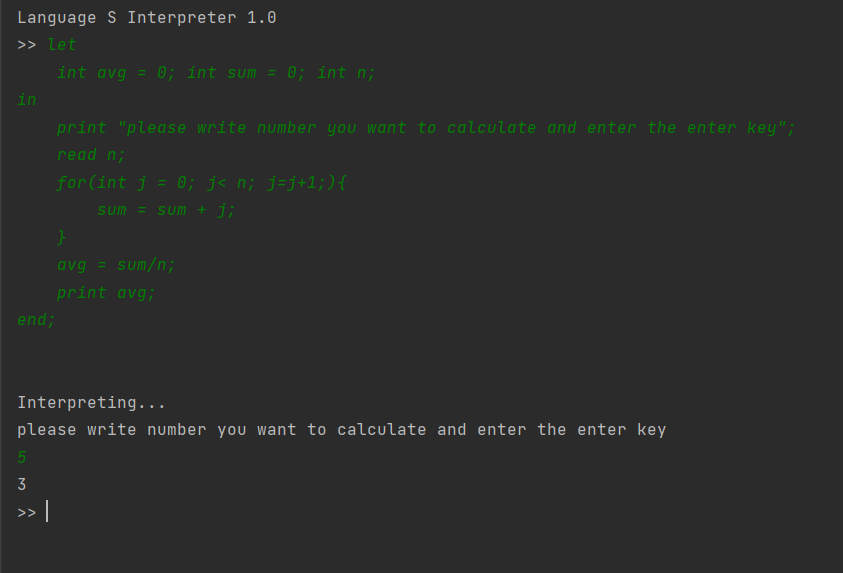 Language S Interpreter 1.0
>> let
    int avg = 0; int sum = 0; int n;
in
    print "please write number you want to calculate and enter the enter key";
    read n;
    for(int j = 0; j< n; j=j+1;){
        sum = sum + j;
    }
    avg = sum/n;
    print avg;
end;
Interpreting...
please write number you want to calculate and enter the enter key
5
3
>>